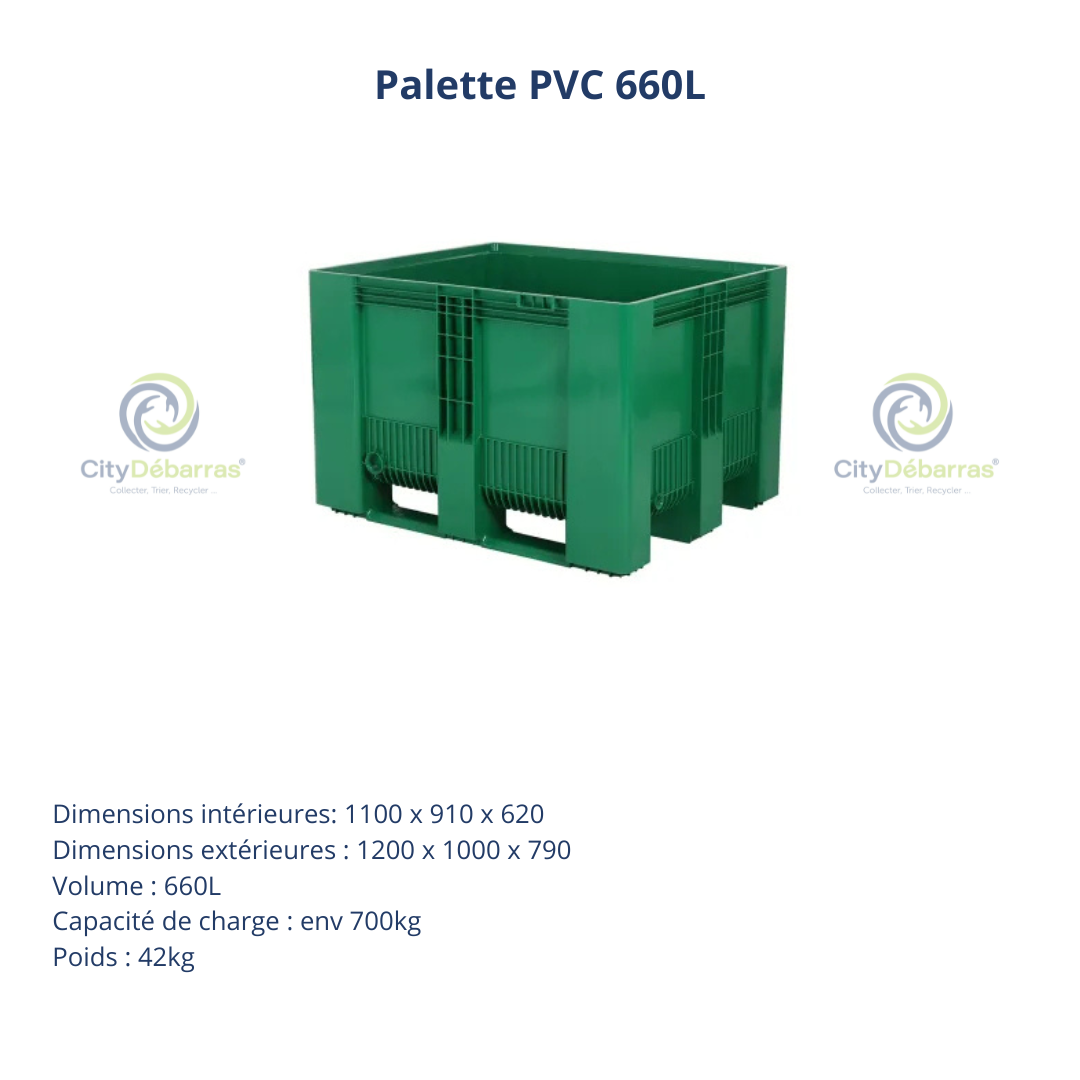 Palette PVC 660L
CityDébarras®
Collecter, Trier, Recycler ...
CityDébarras®
Collecter, Trier, Recycler ...
Dimensions intérieures: 1100 x 910 x 620
Dimensions extérieures : 1200 x 1000 x 790
Volume : 660L
Capacité de charge : env 700kg
Poids : 42kg